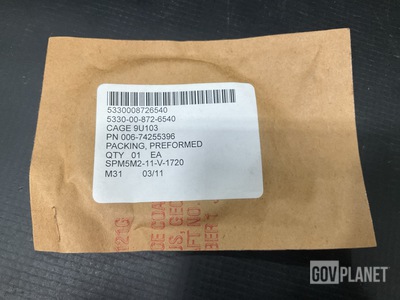 5330008726540
5330-00-872-6540
CAGE 9U103
PN 006-74255396
PACKING, PREFORMED
QTY 01 EA
SPM5M2-11-V-1720
M31 03/11
GOVPLANET